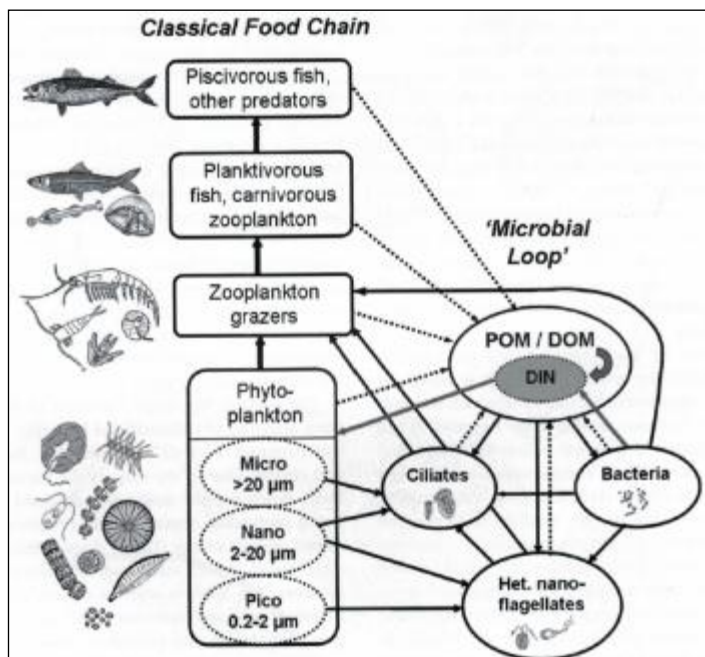 Classical Food Chain
Piscivorous fish,
other predators
Planktivorous
fish, carnivorous
zooplankton
'Microbial
Loop'
Zooplankton
grazers
POM / DOM
DIN
Phyto-
plankton
Micro
>20 µm
Ciliates
Bacteria
Nano
2-20 µm
Het. nano-
flagellates
Pico
0.2-2 µm